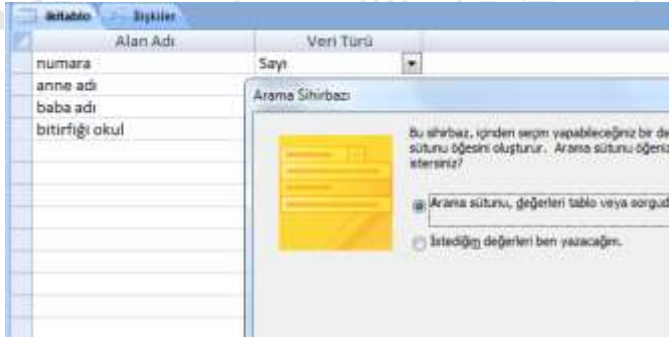 ikitablo İlişkiler
Alan Adı Veri Türü
numara Sayı
anne adı
baba adı
bitirfiği okul
Arama Sihirbazı
Bu sihirbaz, içinden seçim yapabileceğiniz bir de
sütunu öğesini oluşturur. Arama sütunu öğeniz
istersiniz?
Arama sütunu, değerleri tablo veya sorgud
İstediğim değerleri ben yazacağım.